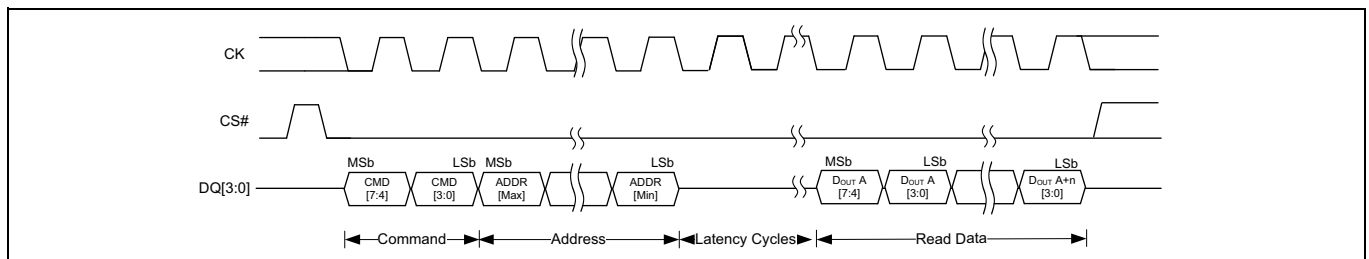 CK
CS#
MSb LSb MSb LSb MSb LSb LSb
DQ[3:0] CMD [7:4] CMD [3:0] ADDR [Max] ADDR [Min] DOUT A [7:4] DOUT A [3:0] DOUT A+n [3:0]
Command Address Latency Cycles Read Data